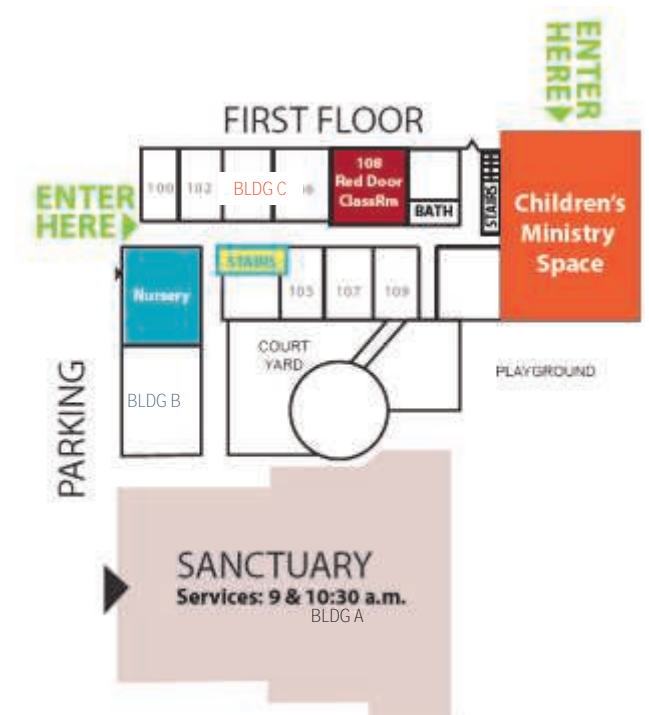 ENTER
HERE
FIRST FLOOR
ENTER
HERE
100
102
BLDG C
108
Red Door
ClassRm
BATH
STAIRS
Children's
Ministry
Space
Nursery
STAIRS
105
107
109
COURT
YARD
PLAYGROUND
PARKING
BLDG B
SANCTUARY
Services: 9 & 10:30 a.m.
BLDG A